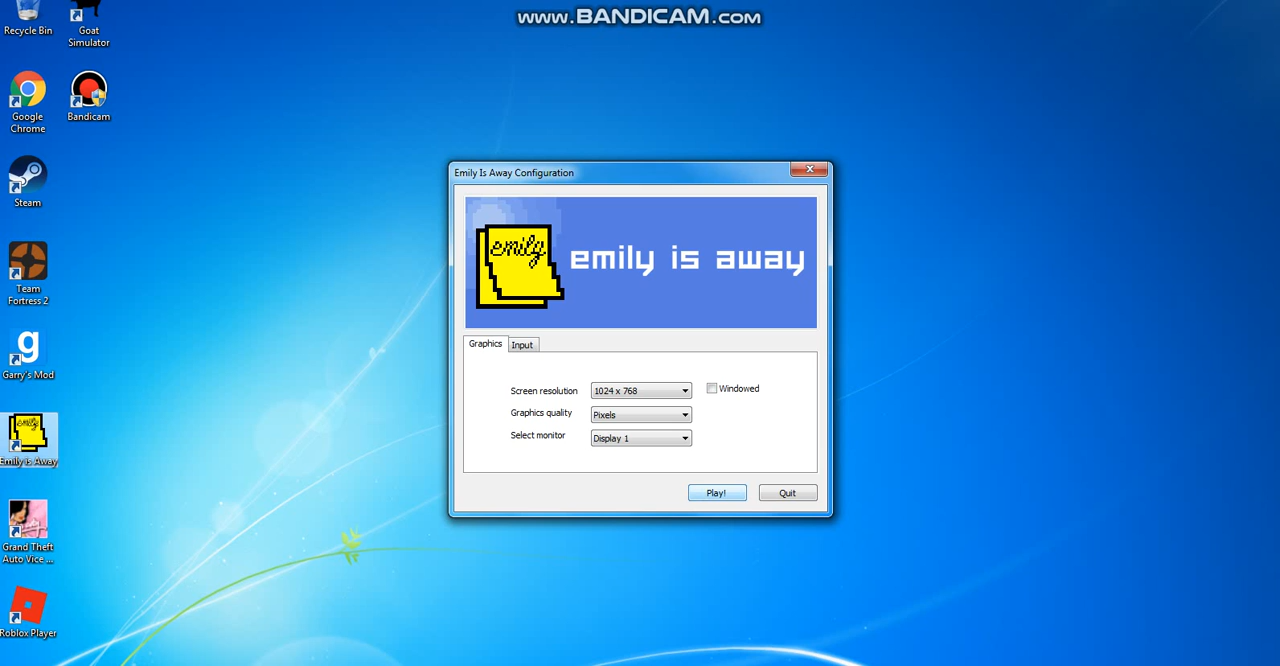 www.BANDICAM.com
Recycle Bin
Goat
Simulator
Google
Chrome
Bandicam
Steam
Team
Fortress 2
g
Garry's Mod
emily
Emily is Away
Grand Theft
Auto Vice ...
Roblox Player
Emily Is Away Configuration
emily
emily is away
Graphics
Input
Screen resolution
1024 x 768
Windowed
Graphics quality
Pixels
Select monitor
Display 1
Play!
Quit